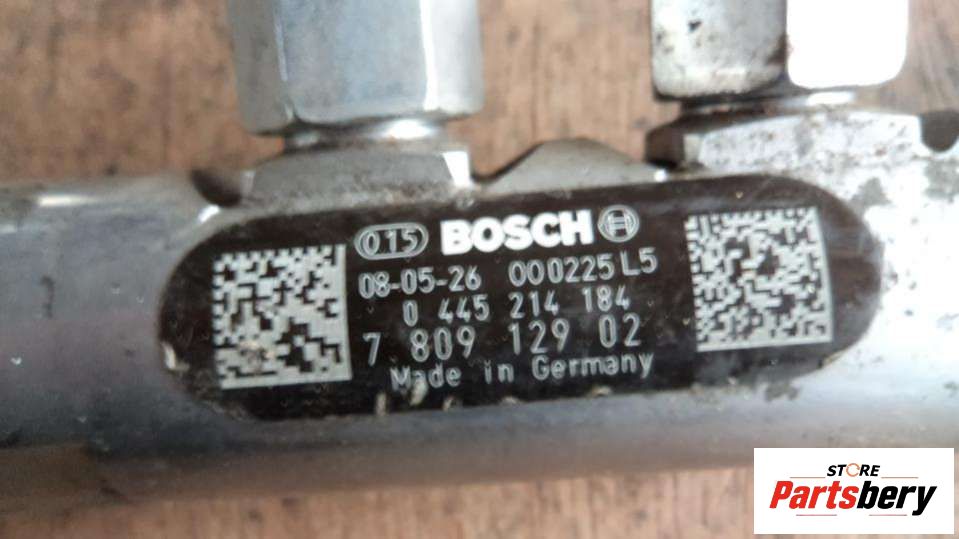 015 BOSCH
08-05-26 000225 L5
0 445 214 184
7 809 129 02
Made in Germany
STORE
Partsbery